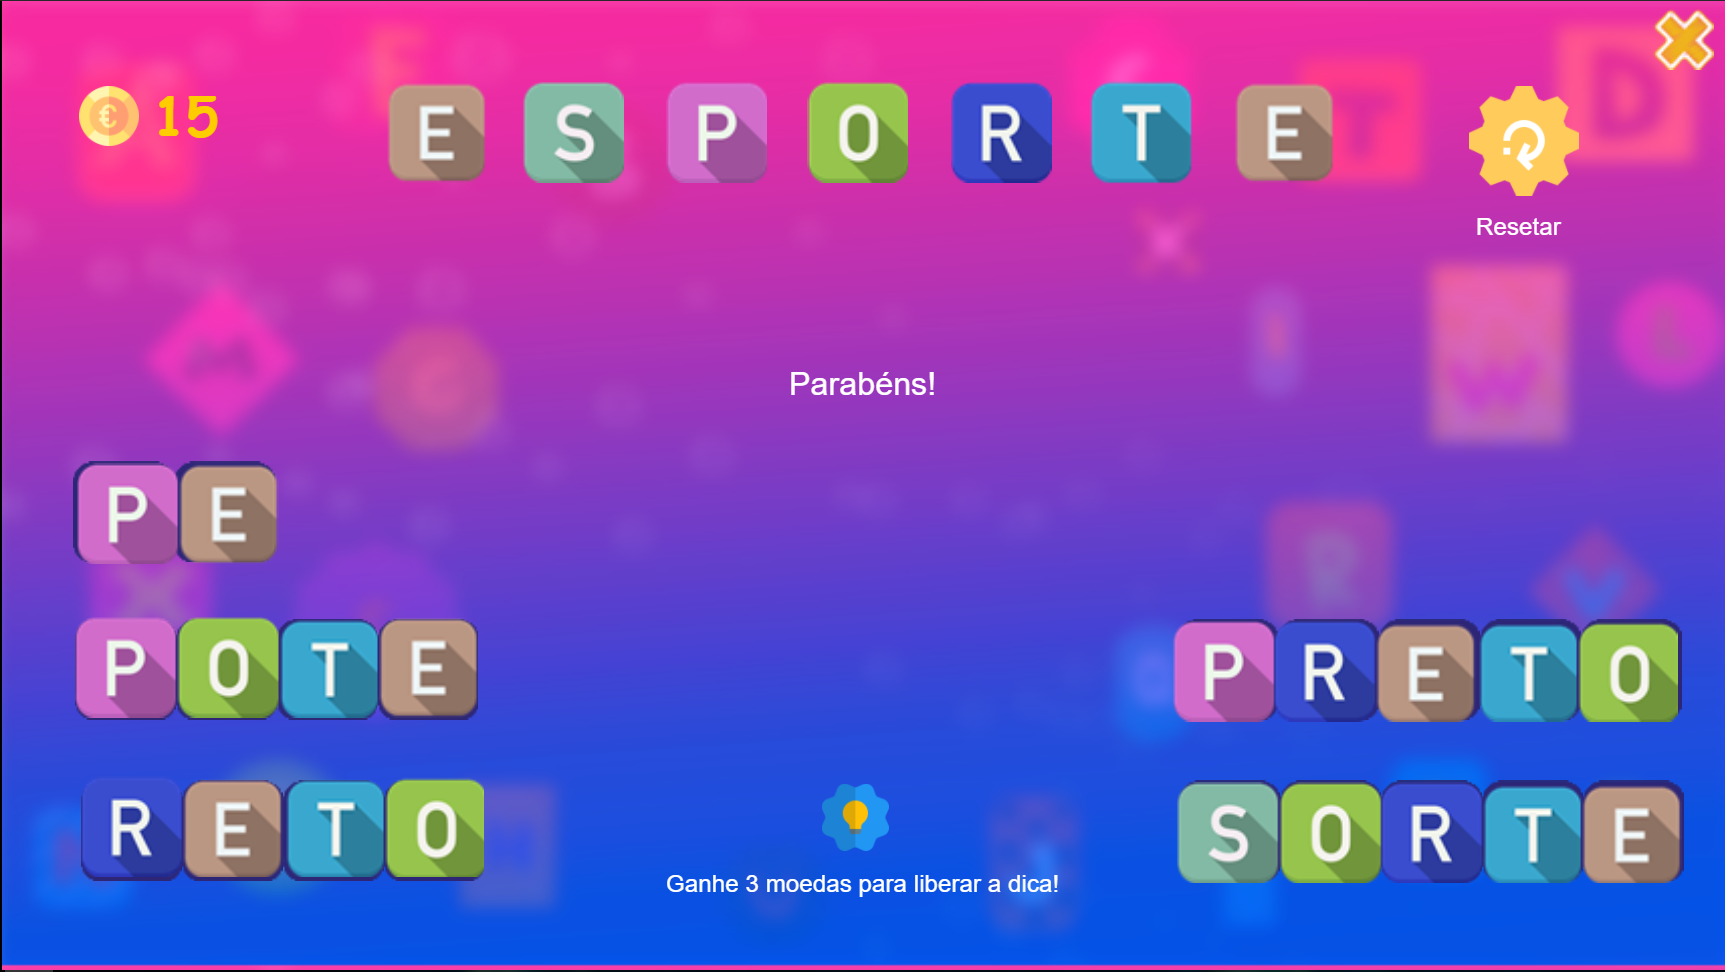 15
ESPORTE
Resetar
Parabéns!
PE
POTE
PRETO
RETO
SORTE
Ganhe 3 moedas para liberar a dica!